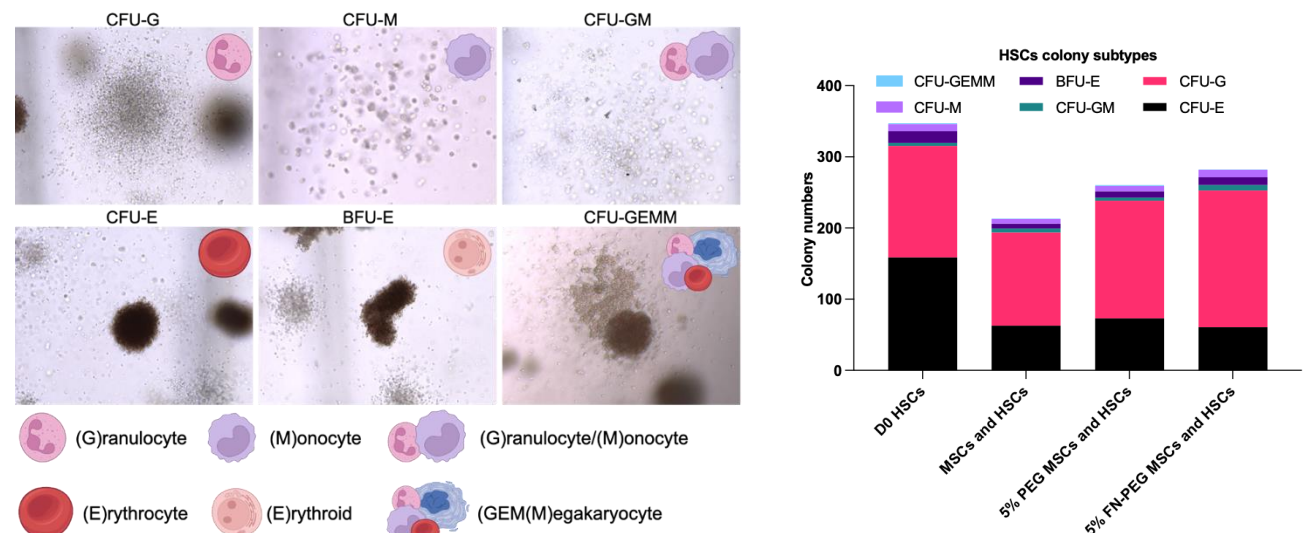 CFU-G
CFU-M
CFU-GM
CFU-E
BFU-E
CFU-GEMM
(G)ranulocyte
(M)onocyte
(G)ranulocyte/(M)onocyte
(E)rythrocyte
(E)rythroid
(GEM(M)egakaryocyte
HSCs colony subtypes
CFU-GEMM
BFU-E
CFU-G
CFU-M
CFU-GM
CFU-E
Colony numbers
400
300
200
100
0
D0 HSCs
MSCs and HSCs
5% PEG MSCs and HSCs
5% FN-PEG MSCs and HSCs